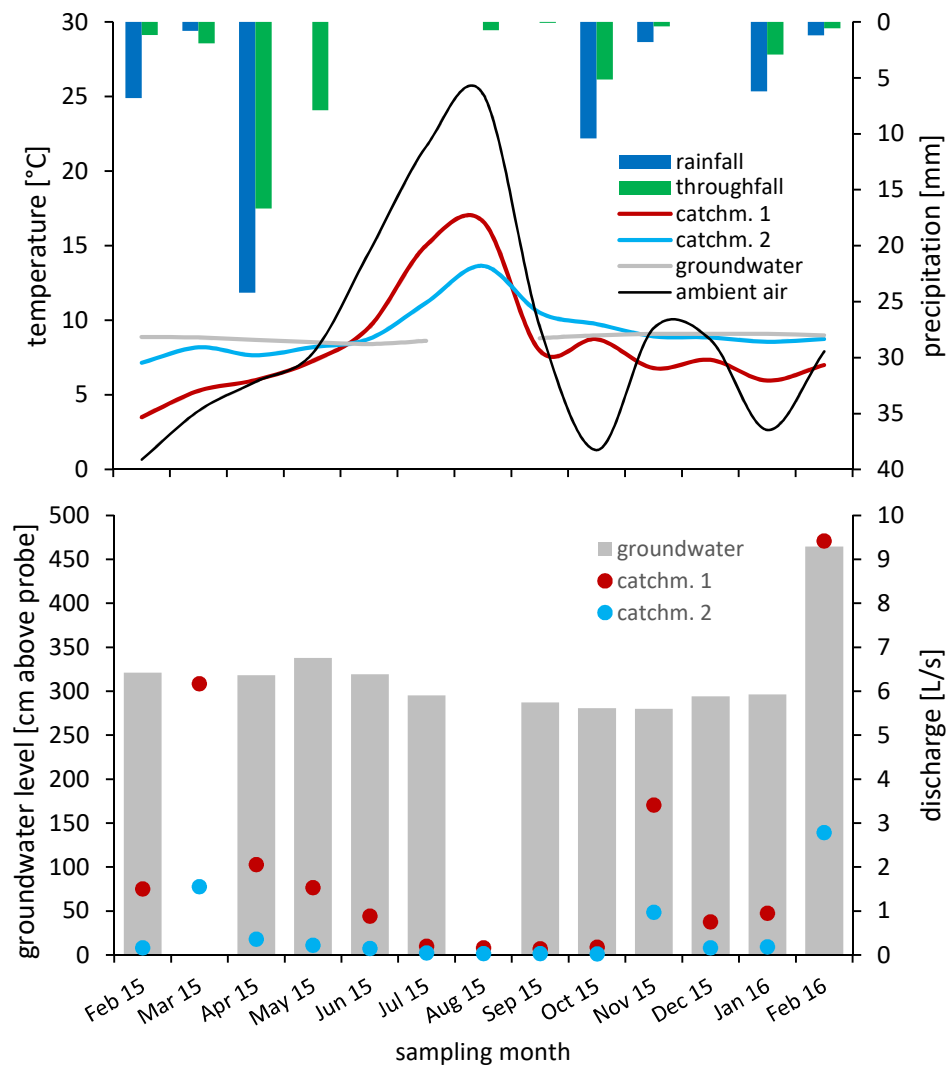 30
25
20
15
10
5
0
temperature [°C]
0
5
10
15
20
25
30
35
40
precipitation [mm]
rainfall
throughfall
catchm. 1
catchm. 2
groundwater
ambient air
500
450
400
350
300
250
200
150
100
50
0
groundwater level [cm above probe]
10
9
8
7
6
5
4
3
2
1
0
discharge [L/s]
groundwater
catchm. 1
catchm. 2
Feb 15
Mar 15
Apr 15
May 15
Jun 15
Jul 15
Aug 15
Sep 15
Oct 15
Nov 15
Dec 15
Jan 16
Feb 16
sampling month